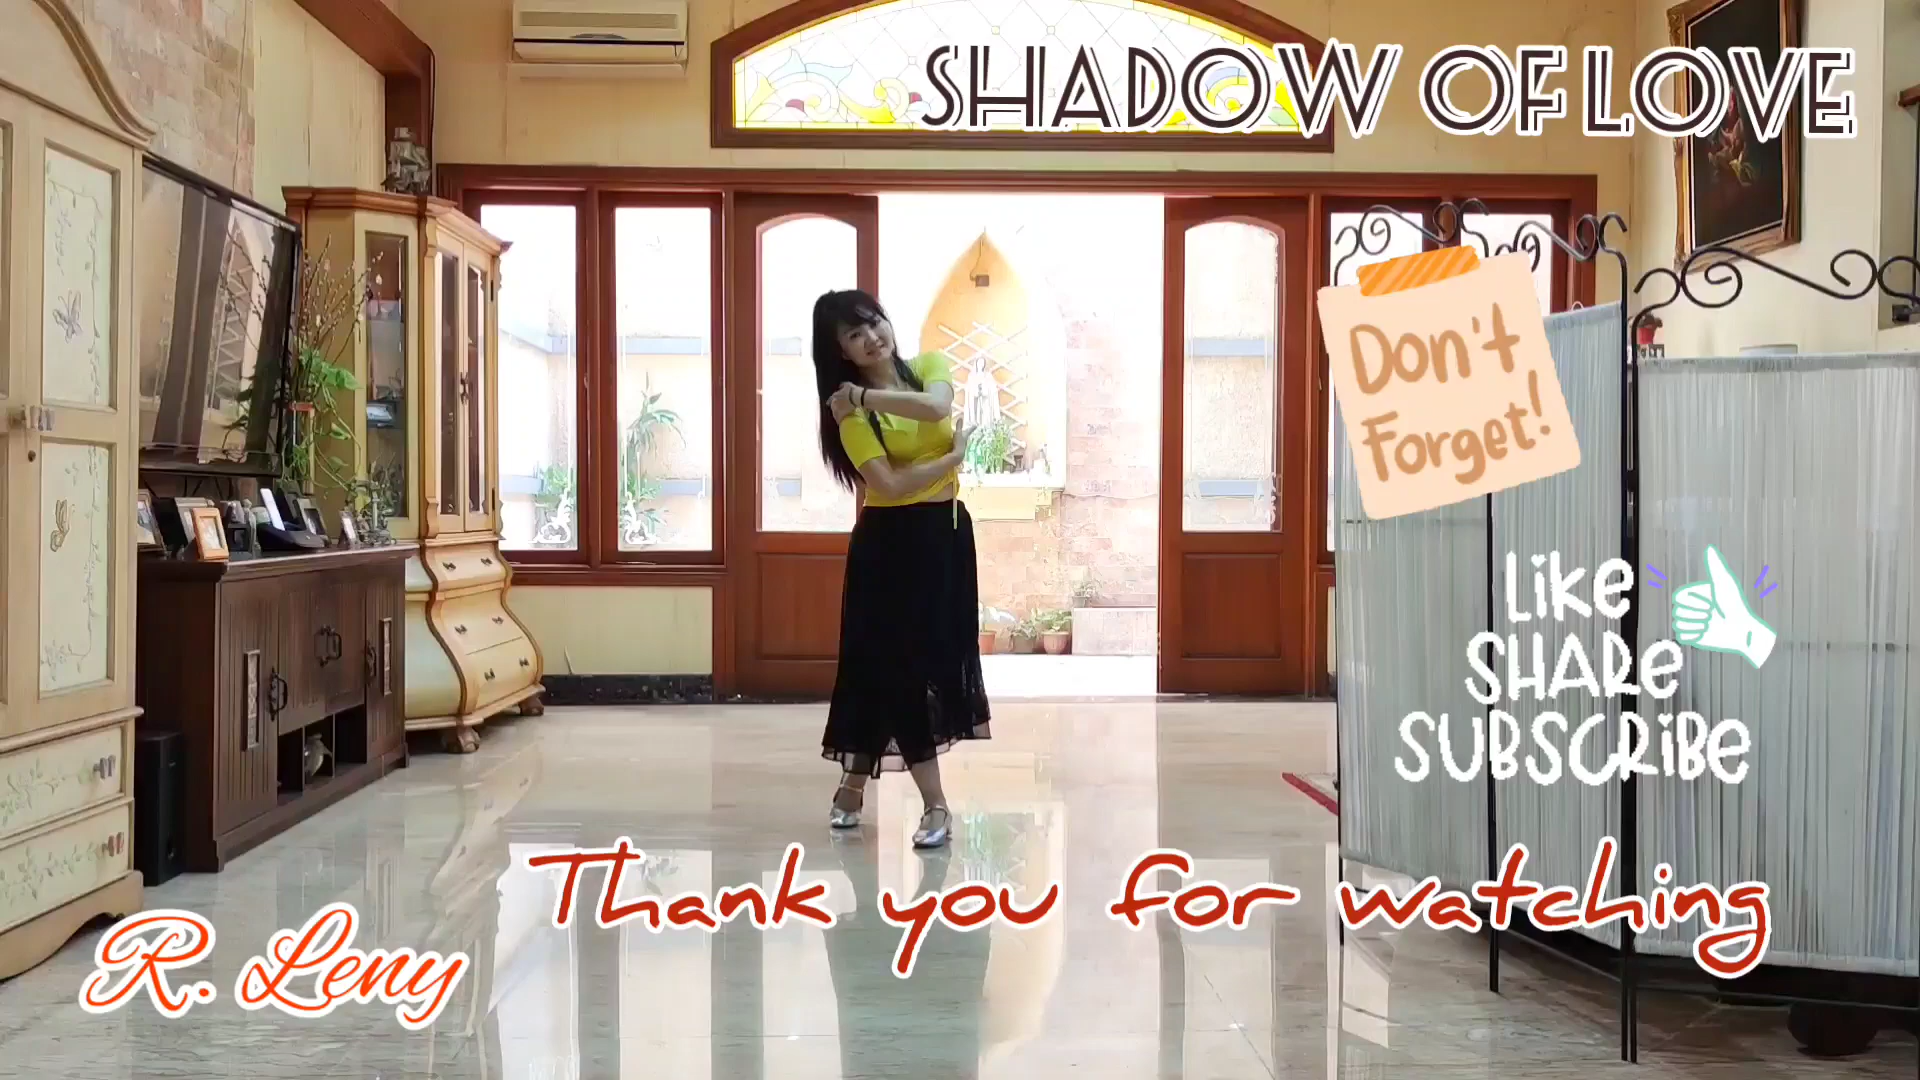 SHADOW OF LOVE
Don't
Forget!
Like
SHARe
SUBSCRiBe
Thank you for watching
R. Leny